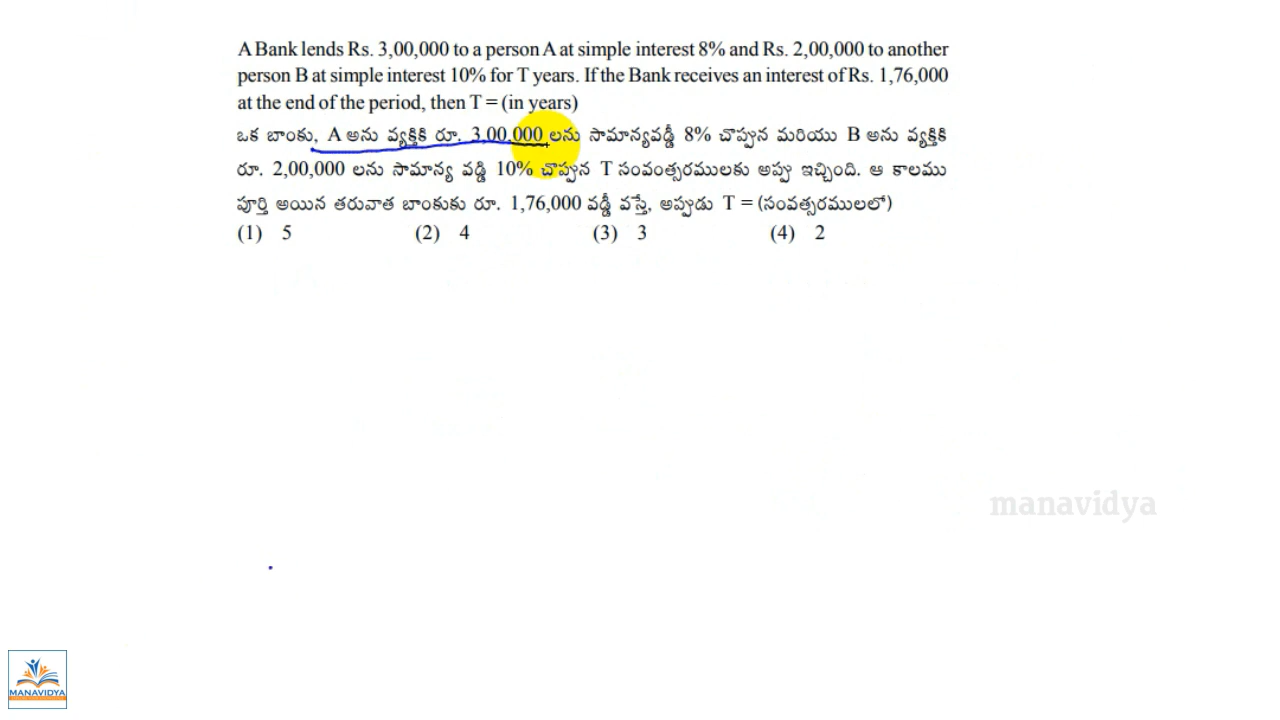 A Bank lends Rs. 3,00,000 to a person A at simple interest 8% and Rs. 2,00,000 to another
person B at simple interest 10% for T years. If the Bank receives an interest of Rs. 1,76,000
at the end of the period, then T = (in years)
ఒక బాంకు, A అను వ్యక్తికి రూ. 3,00,000 లను సామాన్యవడ్డీ 8% చొప్పున మరియు B అను వ్యక్తికి
రూ. 2,00,000 లను సామాన్య వడ్డి 10% చొప్పున T సంవంత్సరములకు అప్పు ఇచ్చింది. ఆ కాలము
పూర్తి అయిన తరువాత బాంకుకు రూ. 1,76,000 వడ్డీ వస్తే, అప్పుడు T = (సంవత్సరములలో)
(1) 5 (2) 4 (3) 3 (4) 2
manavidya
MANAVIDYA